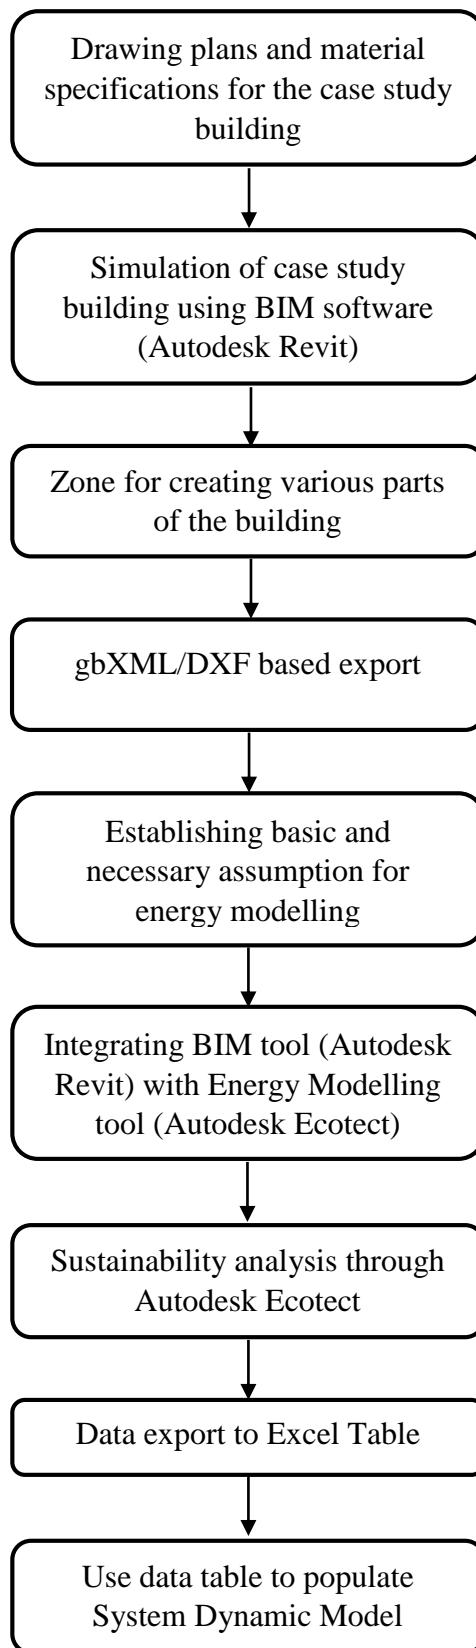 Drawing plans and material
specifications for the case study
building
Simulation of case study
building using BIM software
(Autodesk Revit)
Zone for creating various parts
of the building
gbXML/DXF based export
Establishing basic and
necessary assumption for
energy modelling
Integrating BIM tool (Autodesk
Revit) with Energy Modelling
tool (Autodesk Ecotect)
Sustainability analysis through
Autodesk Ecotect
Data export to Excel Table
Use data table to populate
System Dynamic Model